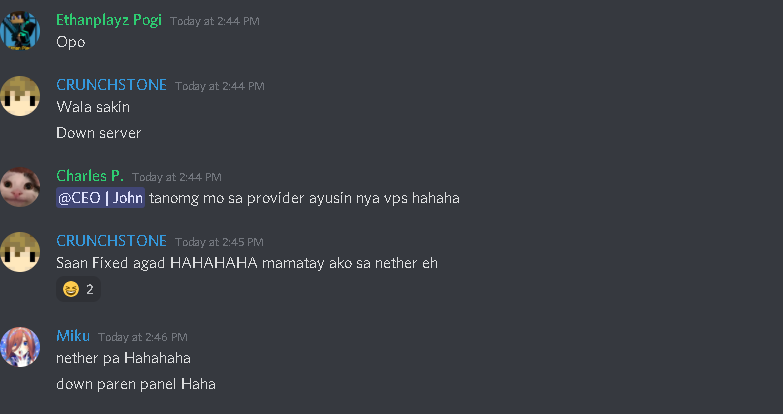 Ethanplayz Pogi Today at 2:44 PM
Opo
CRUNCHSTONE Today at 2:44 PM
Wala sakin
Down server
Charles P. Today at 2:44 PM
@CEO | John tanomg mo sa provider ayusin nya vps hahaha
CRUNCHSTONE Today at 2:45 PM
Saan Fixed agad HAHAHAHA mamatay ako sa nether eh
2
Miku Today at 2:46 PM
nether pa Hahahaha
down paren panel Haha